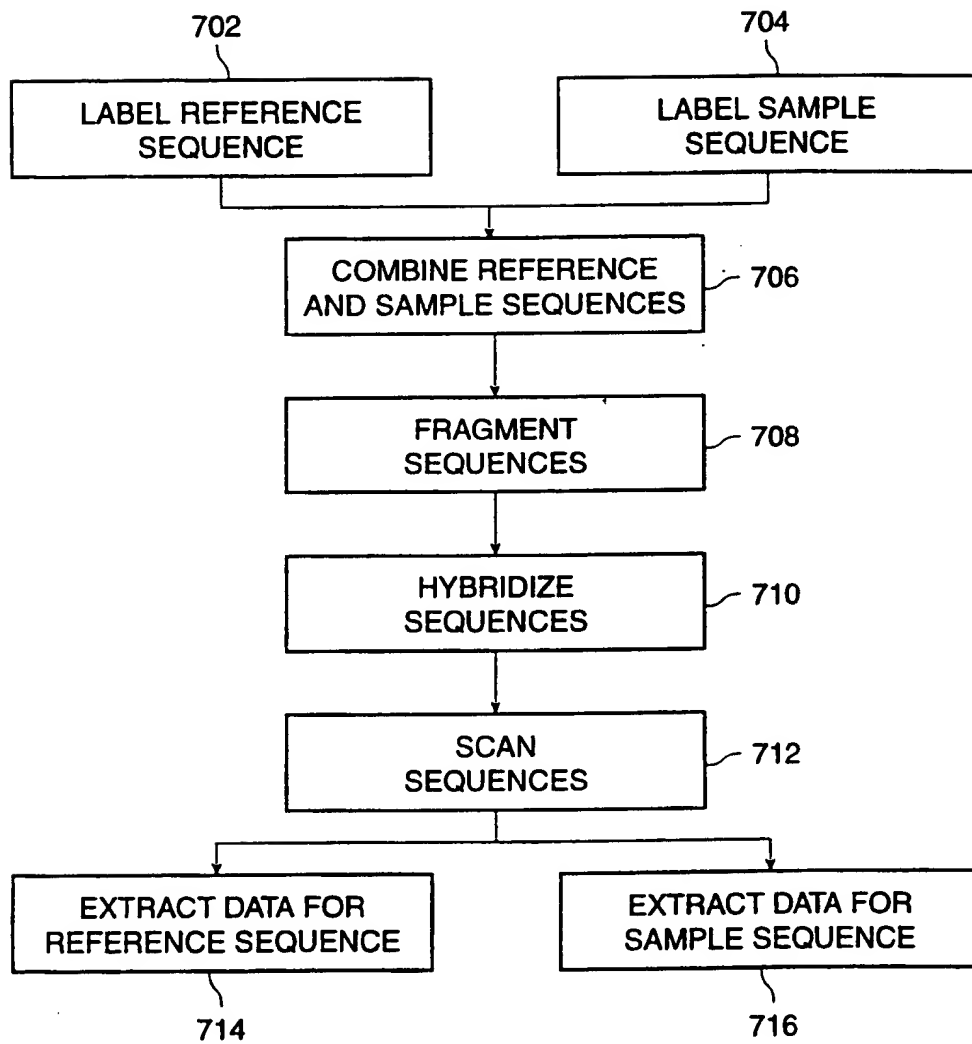 702
704
LABEL REFERENCE
SEQUENCE
LABEL SAMPLE
SEQUENCE
COMBINE REFERENCE
AND SAMPLE SEQUENCES
706
FRAGMENT
SEQUENCES
708
HYBRIDIZE
SEQUENCES
710
SCAN
SEQUENCES
712
EXTRACT DATA FOR
REFERENCE SEQUENCE
EXTRACT DATA FOR
SAMPLE SEQUENCE
714
716